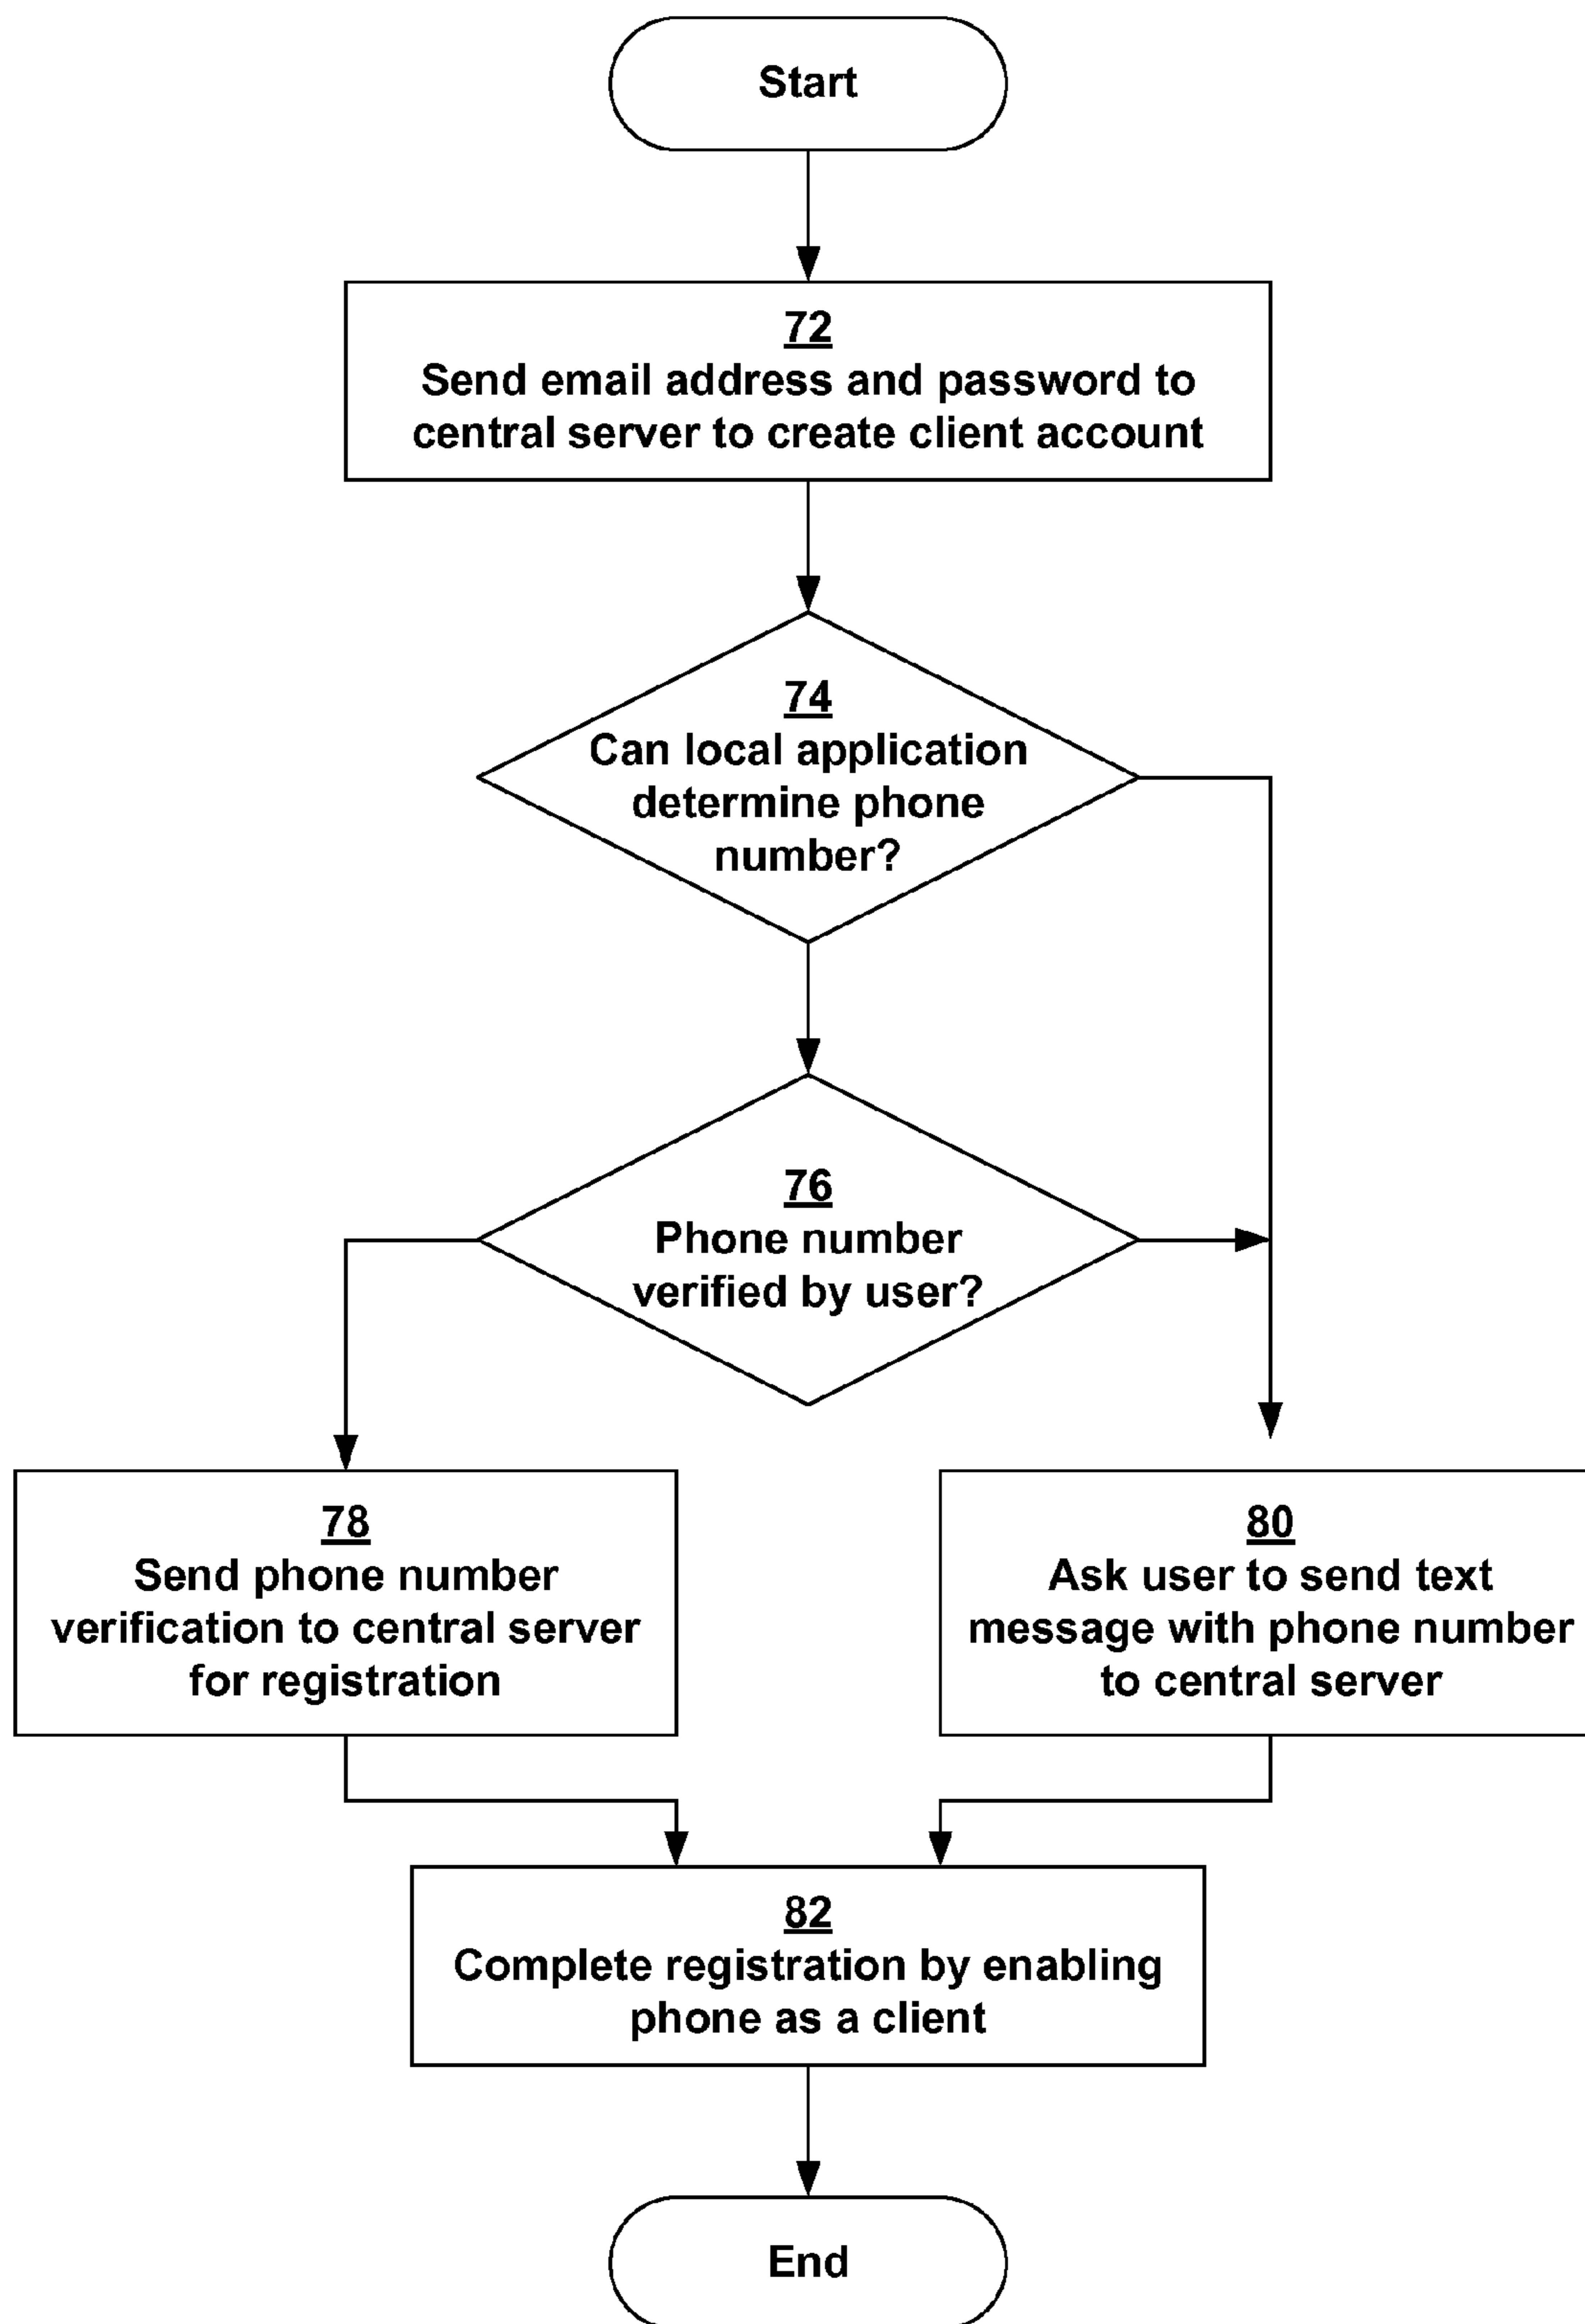 Start
72
Send email address and password to
central server to create client account
74
Can local application
determine phone
number?
76
Phone number
verified by user?
78
Send phone number
verification to central server
for registration
80
Ask user to send text
message with phone number
to central server
82
Complete registration by enabling
phone as a client
End